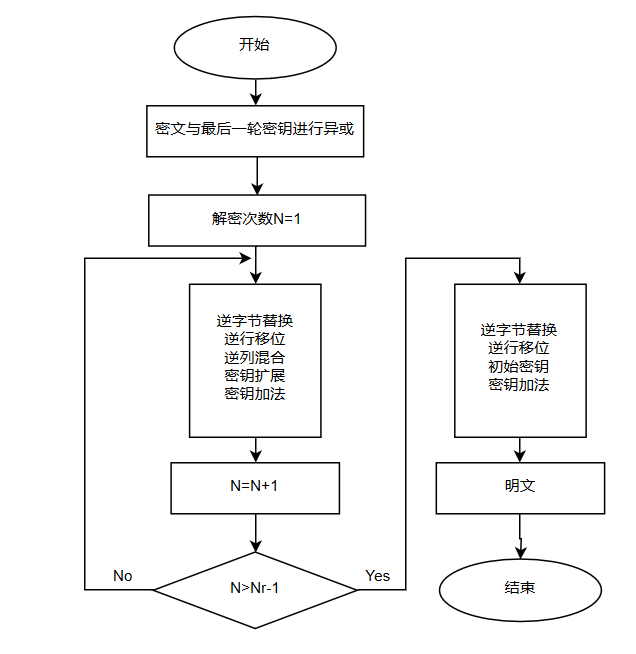 开始
密文与最后一轮密钥进行异或
解密次数N=1
逆字节替换
逆行移位
逆列混合
密钥扩展
密钥加法
N=N+1
N>Nr-1
No
Yes
逆字节替换
逆行移位
初始密钥
密钥加法
明文
结束